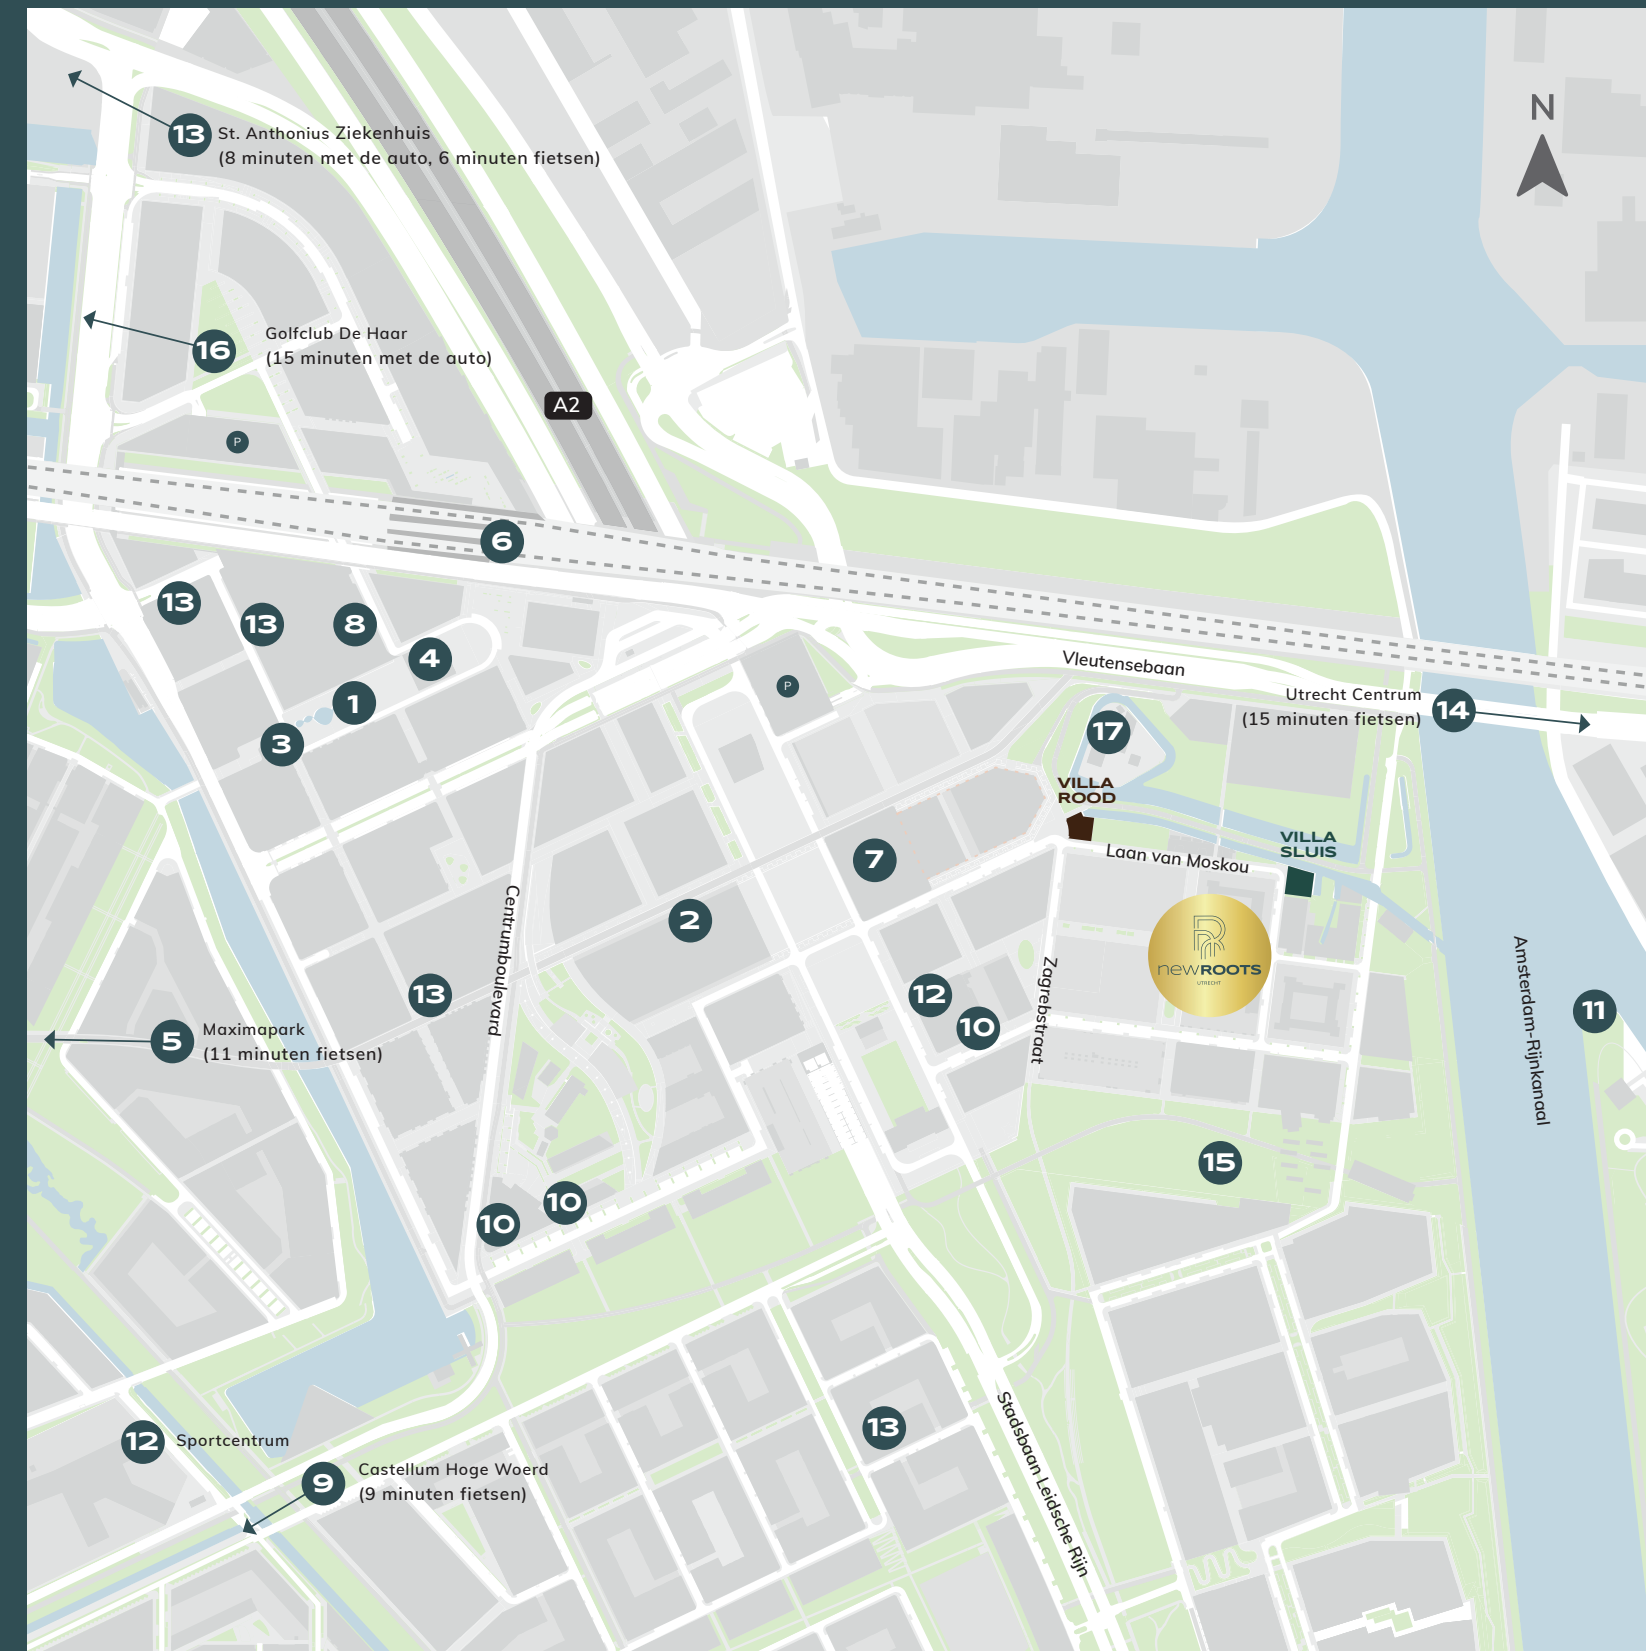 N
13
St. Anthonius Ziekenhuis
(8 minuten met de auto, 6 minuten fietsen)
16
Golfclub De Haar
(15 minuten met de auto)
A2
P
6
13
13
8
4
1
3
Vleutensebaan
P
Utrecht Centrum
(15 minuten fietsen)
14
17
VILLA
ROOD
VILLA
SLUIS
Laan van Moskou
7
2
Centrumboulevard
newROOTS
UTRECHT
Zagrebstraat
Amsterdam-Rijnkanaal
13
12
10
11
5
Maximapark
(11 minuten fietsen)
15
10
10
13
Stadsbaan Leidsche Rijn
12
Sportcentrum
9
Castellum Hoge Woerd
(9 minuten fietsen)